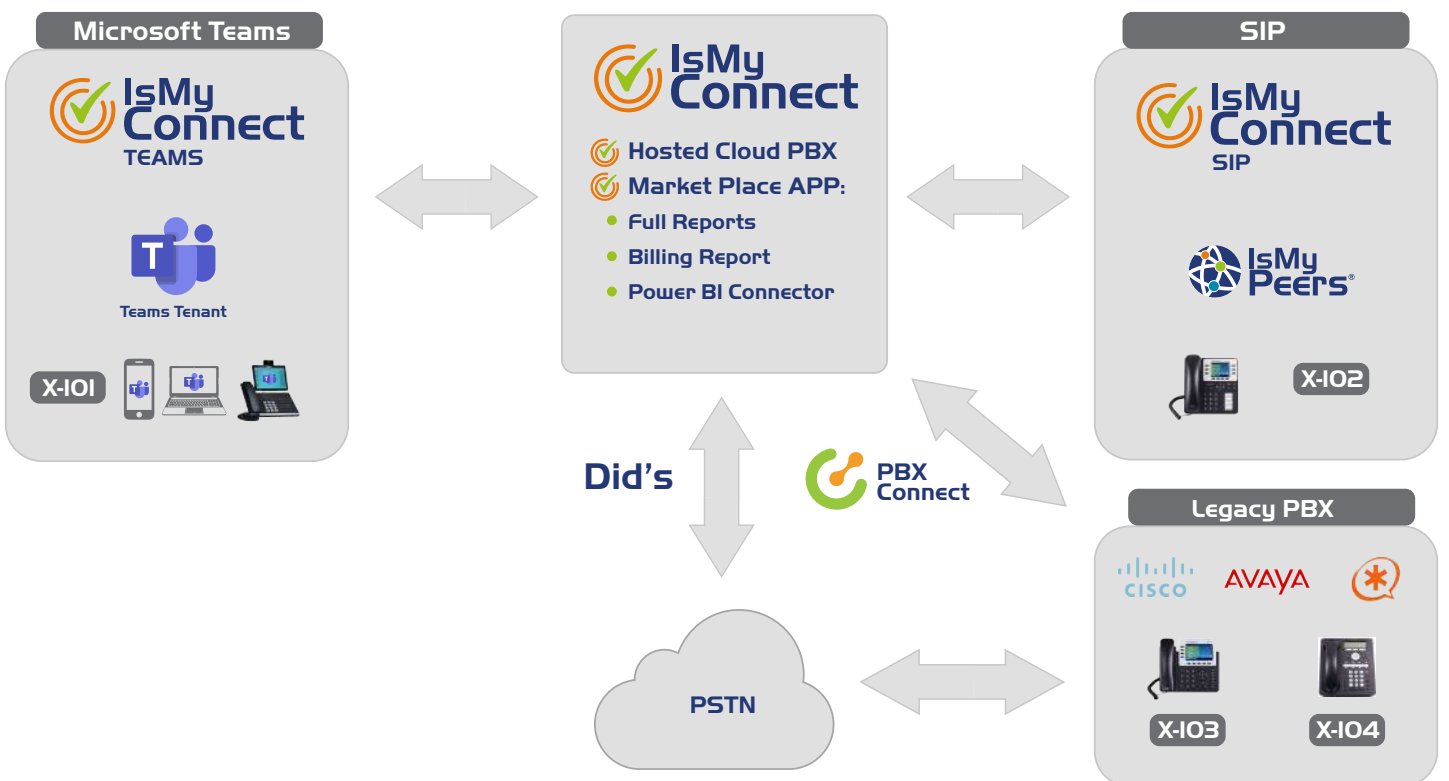 Microsoft Teams
IsMy
Connect
TEAMS
T
Teams Tenant
X-101
IsMy
Connect
Hosted Cloud PBX
Market Place APP:
Full Reports
Billing Report
Power BI Connector
SIP
IsMy
Connect
SIP
IsMy
Peers®
X-102
Did's
PBX
Connect
Legacy PBX
CISCO
AVAYA
X-103
X-104
PSTN